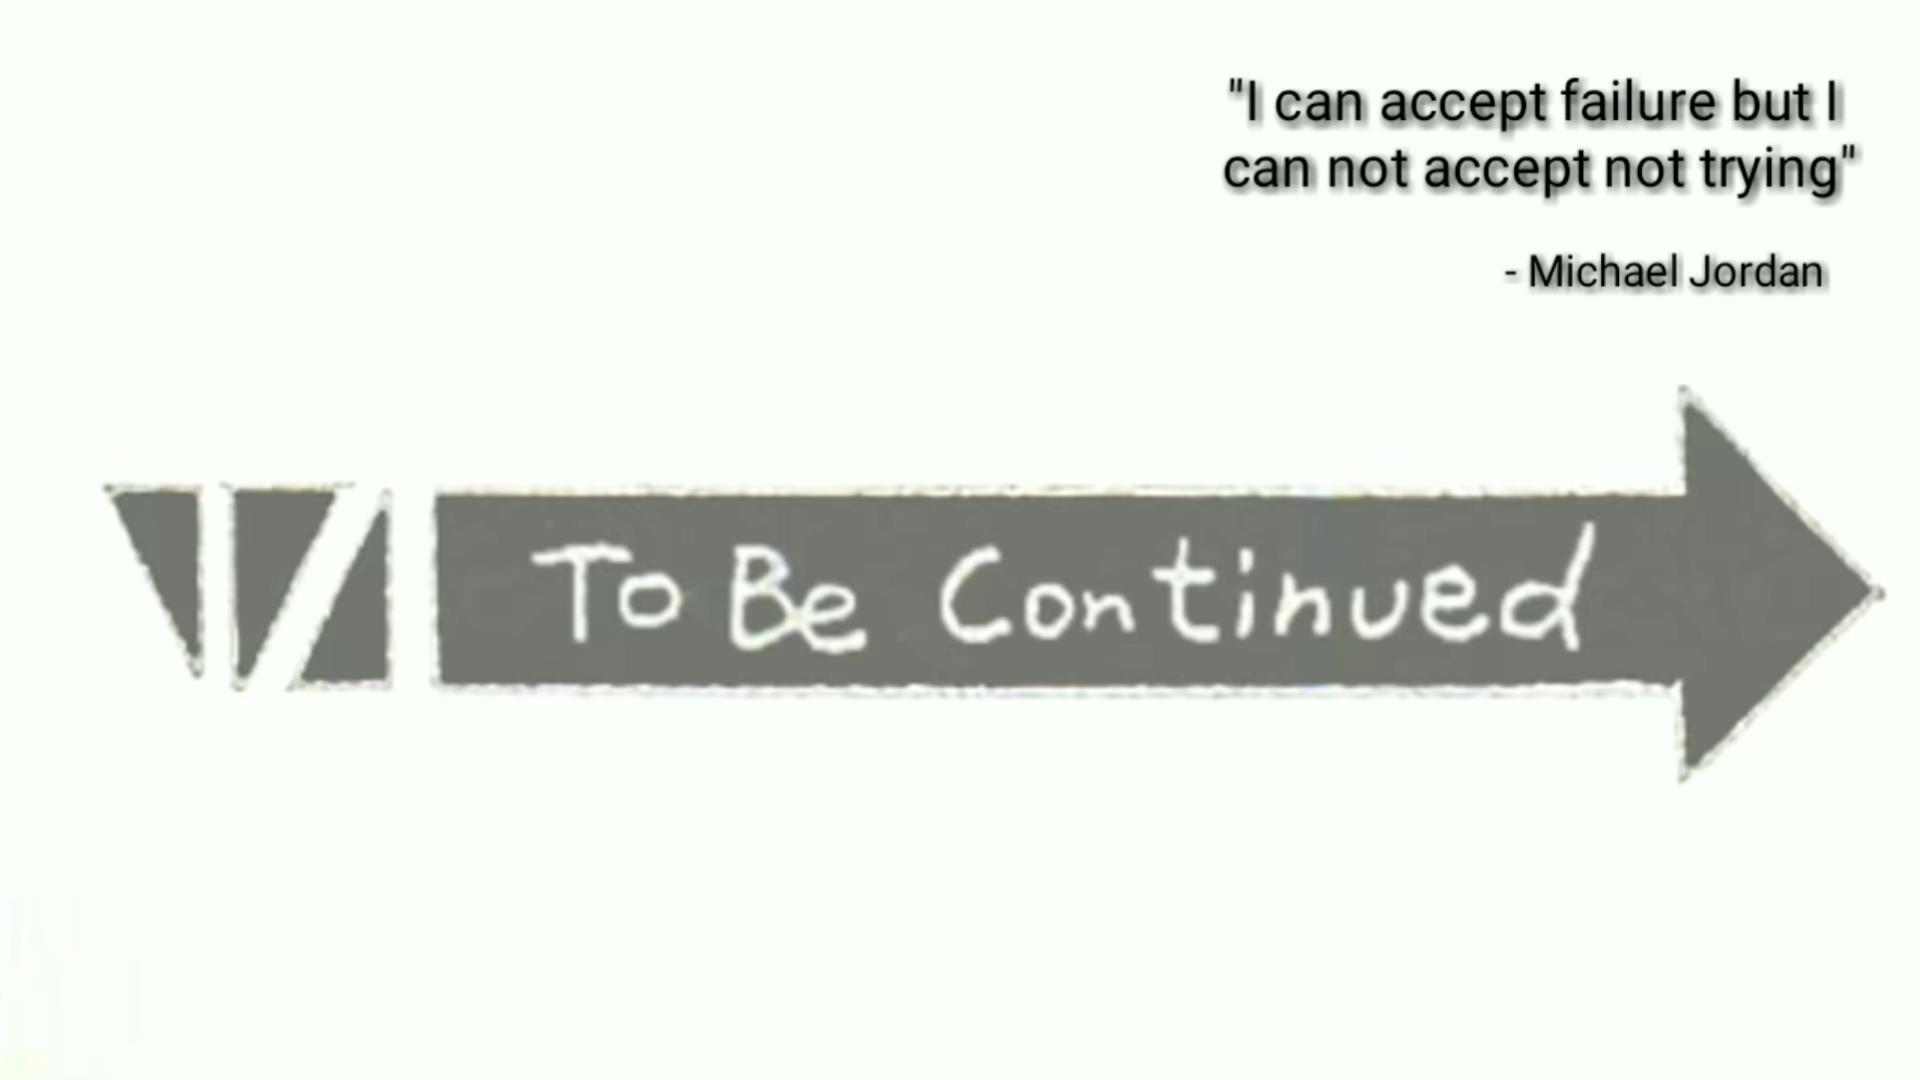 "I can accept failure but I
can not accept not trying"
- Michael Jordan
To Be Continued